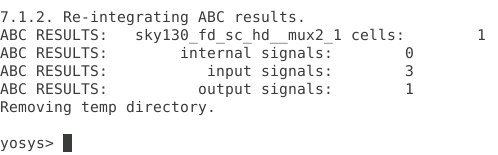 7.1.2. Re-integrating ABC results.
ABC RESULTS:   sky130_fd_sc_hd__mux2_1 cells:        1
ABC RESULTS:        internal signals:        0
ABC RESULTS:           input signals:        3
ABC RESULTS:          output signals:        1
Removing temp directory.
yosys>